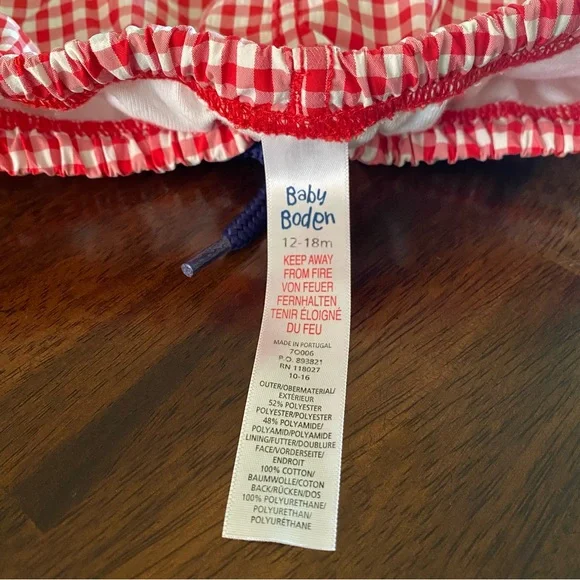 Baby
Boden
12-18m
KEEP AWAY
FROM FIRE
VON FEUER
FERNHALTEN
TENIR ÉLOIGNÉ
DU FEU
MADE IN PORTUGAL
7O006
P.O. 893821
RN 118027
10-16
OUTER/OBERMATERIAL/
EXTÉRIEUR
52% POLYESTER
POLYESTER/POLYESTER
48% POLYAMIDE/
POLYAMID/POLYAMIDE
LINING/FUTTER/DOUBLURE
FACE/VORDERSEITE/
ENDROIT
100% COTTON/
BAUMWOLLE/COTON
BACK/RÜCKEN/DOS
100% POLYURETHANE/
POLYURETHAN/
POLYURÉTHANE